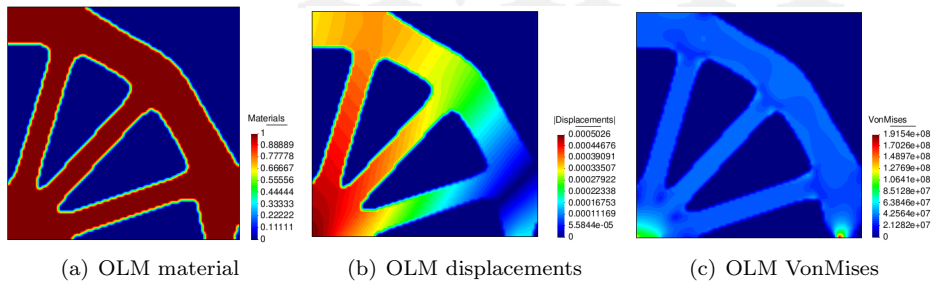 Materials
1
0.88889
0.77778
0.66667
0.55556
0.44444
0.33333
0.22222
0.11111
0
|Displacements|
0.0005026
0.00044676
0.00039091
0.00033507
0.00027922
0.00022338
0.00016753
0.00011169
5.5844e-05
0
VonMises
1.9154e+08
1.7026e+08
1.4897e+08
1.2769e+08
1.0641e+08
8.5128e+07
6.3846e+07
4.2564e+07
2.1282e+07
0
(a) OLM material
(b) OLM displacements
(c) OLM VonMises